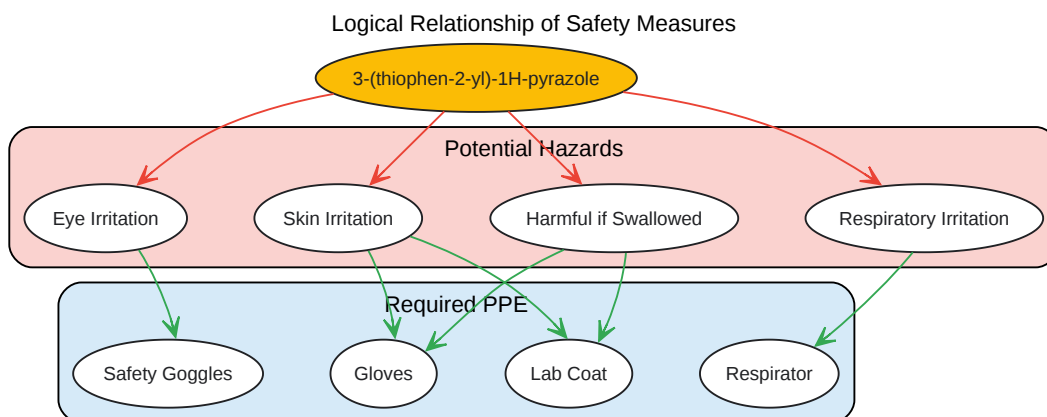 Logical Relationship of Safety Measures
3-(thiophen-2-yl)-1H-pyrazole
Potential Hazards
Eye Irritation
Skin Irritation
Harmful if Swallowed
Respiratory Irritation
Required PPE
Safety Goggles
Gloves
Lab Coat
Respirator